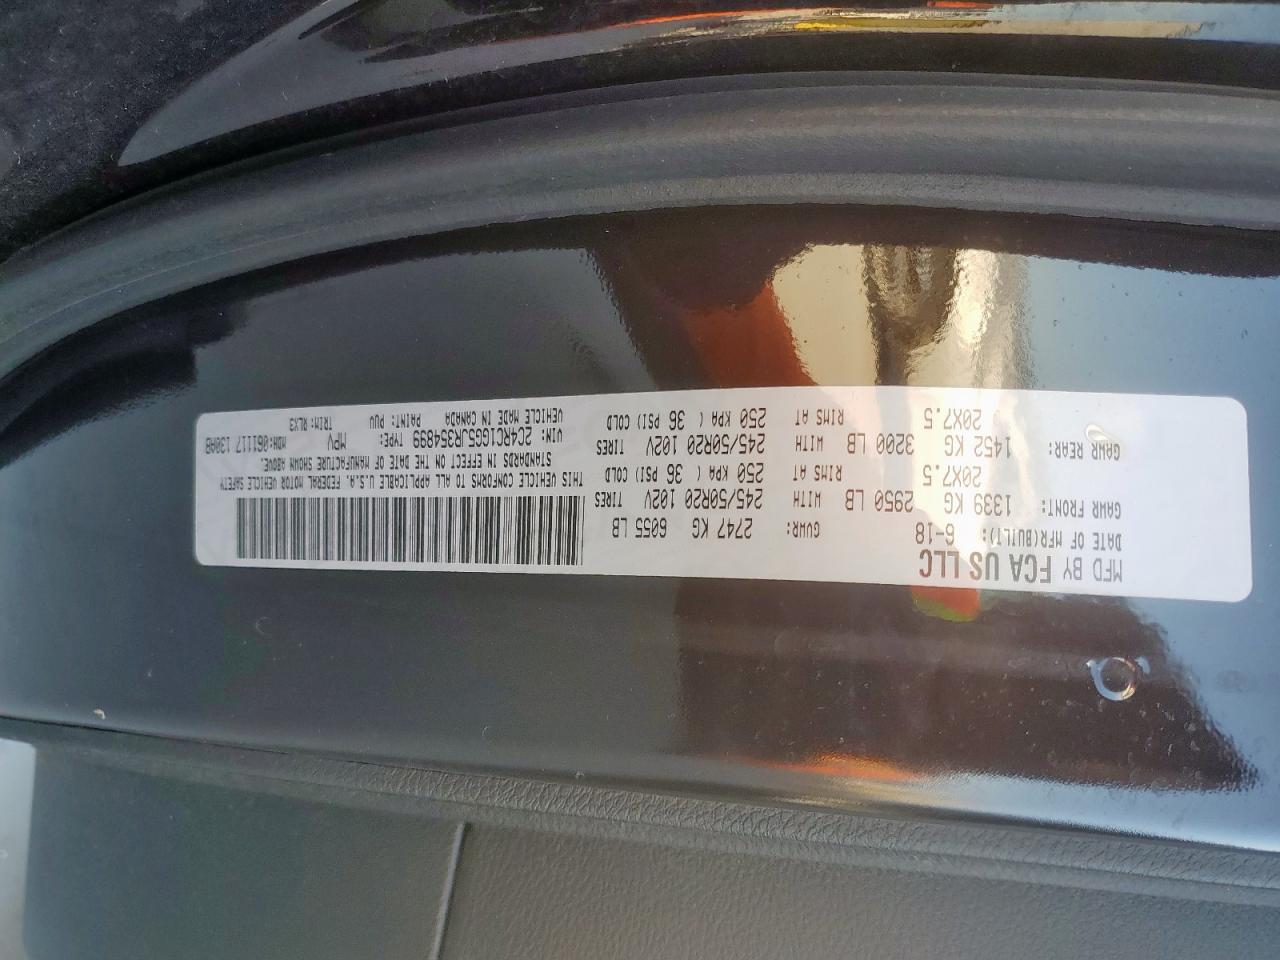 MFD BY FCA US LLC
DATE OF MFR(BUILT): 6-18 GVWR: 2747 KG 6055 LB
GAWR FRONT: 1339 KG 2950 LB WITH 245/50R20 102V TIRES
20X7.5 RIMS AT 250 KPA ( 36 PSI) COLD
GAWR REAR: 1452 KG 3200 LB WITH 245/50R20 102V TIRES
20X7.5 RIMS AT 250 KPA ( 36 PSI) COLD
THIS VEHICLE CONFORMS TO ALL APPLICABLE U.S.A. FEDERAL MOTOR VEHICLE SAFETY
STANDARDS IN EFFECT ON THE DATE OF MANUFACTURE SHOWN ABOVE.
VIN: 2C4RC1GG5JR354899 TYPE: MPV MDH:061117 130AB
VEHICLE MADE IN CANADA PAINT: PUV TRIM: RLX3